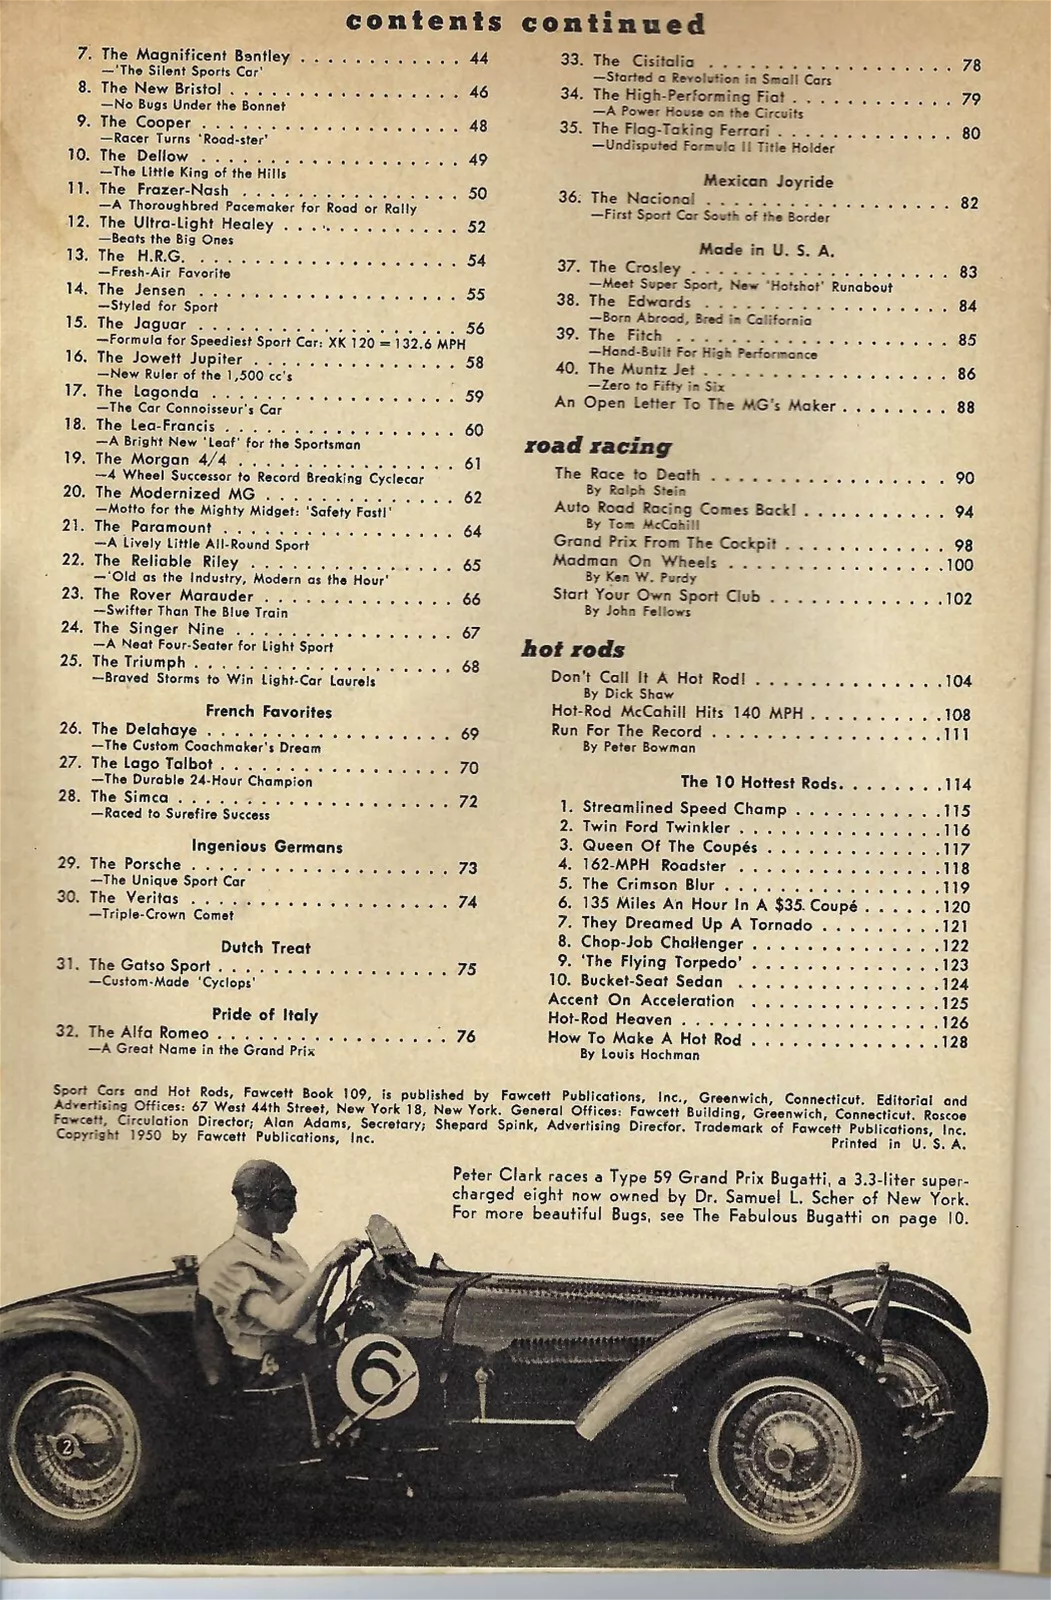 contents continued
7. The Magnificent Bentley . . . . . . . . . . . . 44
—'The Silent Sports Car'
8. The New Bristol . . . . . . . . . . . . . . . . . 46
—No Bugs Under the Bonnet
9. The Cooper . . . . . . . . . . . . . . . . . . . 48
—Racer Turns 'Road-ster'
10. The Dellow . . . . . . . . . . . . . . . . . . . 49
—The Little King of the Hills
11. The Frazer-Nash . . . . . . . . . . . . . . . . 50
—A Thoroughbred Pacemaker for Road or Rally
12. The Ultra-Light Healey . . . . . . . . . . . . . 52
—Beats the Big Ones
13. The H.R.G. . . . . . . . . . . . . . . . . . . . 54
—Fresh-Air Favorite
14. The Jensen . . . . . . . . . . . . . . . . . . . 55
—Styled for Sport
15. The Jaguar . . . . . . . . . . . . . . . . . . . 56
—Formula for Speediest Sport Car: XK 120 = 132.6 MPH
16. The Jowett Jupiter . . . . . . . . . . . . . . . 58
—New Ruler of the 1,500 cc's
17. The Lagonda . . . . . . . . . . . . . . . . . . 59
—The Car Connoisseur's Car
18. The Lea-Francis . . . . . . . . . . . . . . . . 60
—A Bright New 'Leaf' for the Sportsman
19. The Morgan 4/4 . . . . . . . . . . . . . . . . 61
—4 Wheel Successor to Record Breaking Cyclecar
20. The Modernized MG . . . . . . . . . . . . . . 62
—Motto for the Mighty Midget: 'Safety Fast!'
21. The Paramount . . . . . . . . . . . . . . . . . 64
—A Lively Little All-Round Sport
22. The Reliable Riley . . . . . . . . . . . . . . . 65
—'Old as the Industry, Modern as the Hour'
23. The Rover Marauder . . . . . . . . . . . . . . 66
—Swifter Than The Blue Train
24. The Singer Nine . . . . . . . . . . . . . . . . 67
—A Neat Four-Seater for Light Sport
25. The Triumph . . . . . . . . . . . . . . . . . . 68
—Braved Storms to Win Light-Car Laurels
French Favorites
26. The Delahaye . . . . . . . . . . . . . . . . . 69
—The Custom Coachmaker's Dream
27. The Lago Talbot . . . . . . . . . . . . . . . . 70
—The Durable 24-Hour Champion
28. The Simca . . . . . . . . . . . . . . . . . . . 72
—Raced to Surefire Success
Ingenious Germans
29. The Porsche . . . . . . . . . . . . . . . . . . 73
—The Unique Sport Car
30. The Veritas . . . . . . . . . . . . . . . . . . 74
—Triple-Crown Comet
Dutch Treat
31. The Gatso Sport . . . . . . . . . . . . . . . . 75
—Custom-Made 'Cyclops'
Pride of Italy
32. The Alfa Romeo . . . . . . . . . . . . . . . . 76
—A Great Name in the Grand Prix
33. The Cisitalia . . . . . . . . . . . . . . . . . . 78
—Started a Revolution in Small Cars
34. The High-Performing Fiat . . . . . . . . . . . . 79
—A Power House on the Circuits
35. The Flag-Taking Ferrari . . . . . . . . . . . . . 80
—Undisputed Formula II Title Holder
Mexican Joyride
36. The Nacional . . . . . . . . . . . . . . . . . . 82
—First Sport Car South of the Border
Made in U. S. A.
37. The Crosley . . . . . . . . . . . . . . . . . . 83
—Meet Super Sport, New 'Hotshot' Runabout
38. The Edwards . . . . . . . . . . . . . . . . . . 84
—Born Abroad, Bred in California
39. The Fitch . . . . . . . . . . . . . . . . . . . 85
—Hand-Built For High Performance
40. The Muntz Jet . . . . . . . . . . . . . . . . . 86
—Zero to Fifty in Six
An Open Letter To The MG's Maker . . . . . . . . 88
road racing
The Race to Death . . . . . . . . . . . . . . . . . 90
By Ralph Stein
Auto Road Racing Comes Back! . . . . . . . . . . 94
By Tom McCahill
Grand Prix From The Cockpit . . . . . . . . . . . . 98
Madman On Wheels . . . . . . . . . . . . . . . . 100
By Ken W. Purdy
Start Your Own Sport Club . . . . . . . . . . . . . 102
By John Fellows
hot rods
Don't Call It A Hot Rod! . . . . . . . . . . . . . . 104
By Dick Shaw
Hot-Rod McCahill Hits 140 MPH . . . . . . . . . . 108
Run For The Record . . . . . . . . . . . . . . . . 111
By Peter Bowman
The 10 Hottest Rods. . . . . . . . 114
1. Streamlined Speed Champ . . . . . . . . . . . 115
2. Twin Ford Twinkler . . . . . . . . . . . . . . . 116
3. Queen Of The Coupés . . . . . . . . . . . . . 117
4. 162-MPH Roadster . . . . . . . . . . . . . . . 118
5. The Crimson Blur . . . . . . . . . . . . . . . . 119
6. 135 Miles An Hour In A $35. Coupé . . . . . . 120
7. They Dreamed Up A Tornado . . . . . . . . . 121
8. Chop-Job Challenger . . . . . . . . . . . . . . 122
9. 'The Flying Torpedo' . . . . . . . . . . . . . . 123
10. Bucket-Seat Sedan . . . . . . . . . . . . . . . 124
Accent On Acceleration . . . . . . . . . . . . . . 125
Hot-Rod Heaven . . . . . . . . . . . . . . . . . . 126
How To Make A Hot Rod . . . . . . . . . . . . . . 128
By Louis Hochman
Sport Cars and Hot Rods, Fawcett Book 109, is published by Fawcett Publications, Inc., Greenwich, Connecticut. Editorial and
Advertising Offices: 67 West 44th Street, New York 18, New York. General Offices: Fawcett Building, Greenwich, Connecticut. Roscoe
Fawcett, Circulation Director; Alan Adams, Secretary; Shepard Spink, Advertising Director. Trademark of Fawcett Publications, Inc.
Copyright 1950 by Fawcett Publications, Inc. Printed in U. S. A.
Peter Clark races a Type 59 Grand Prix Bugatti, a 3.3-liter super-
charged eight now owned by Dr. Samuel L. Scher of New York.
For more beautiful Bugs, see The Fabulous Bugatti on page 10.
6
2